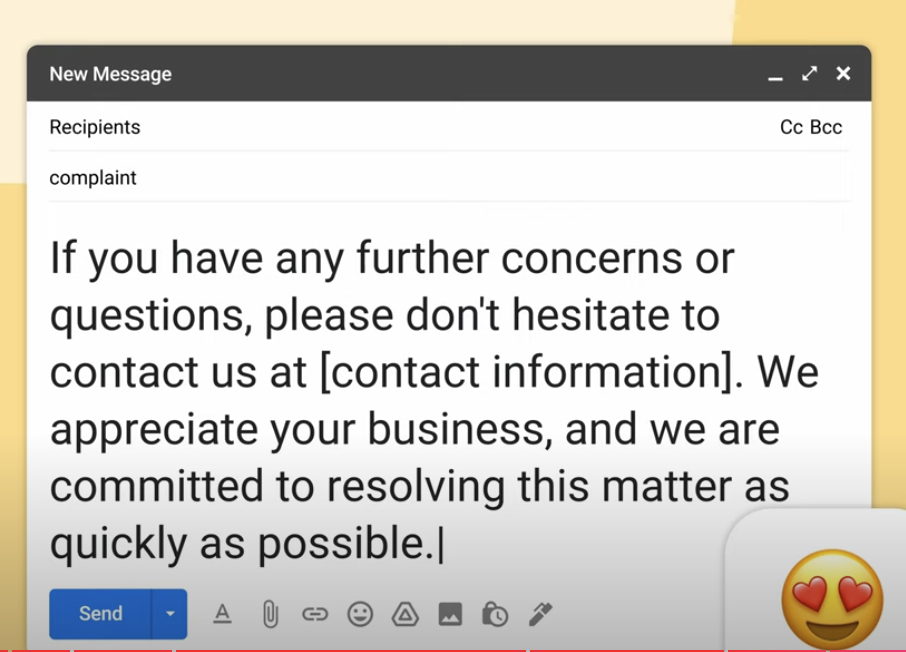 New Message
Recipients Cc Bcc
complaint
If you have any further concerns or
questions, please don't hesitate to
contact us at [contact information]. We
appreciate your business, and we are
committed to resolving this matter as
quickly as possible.
Send